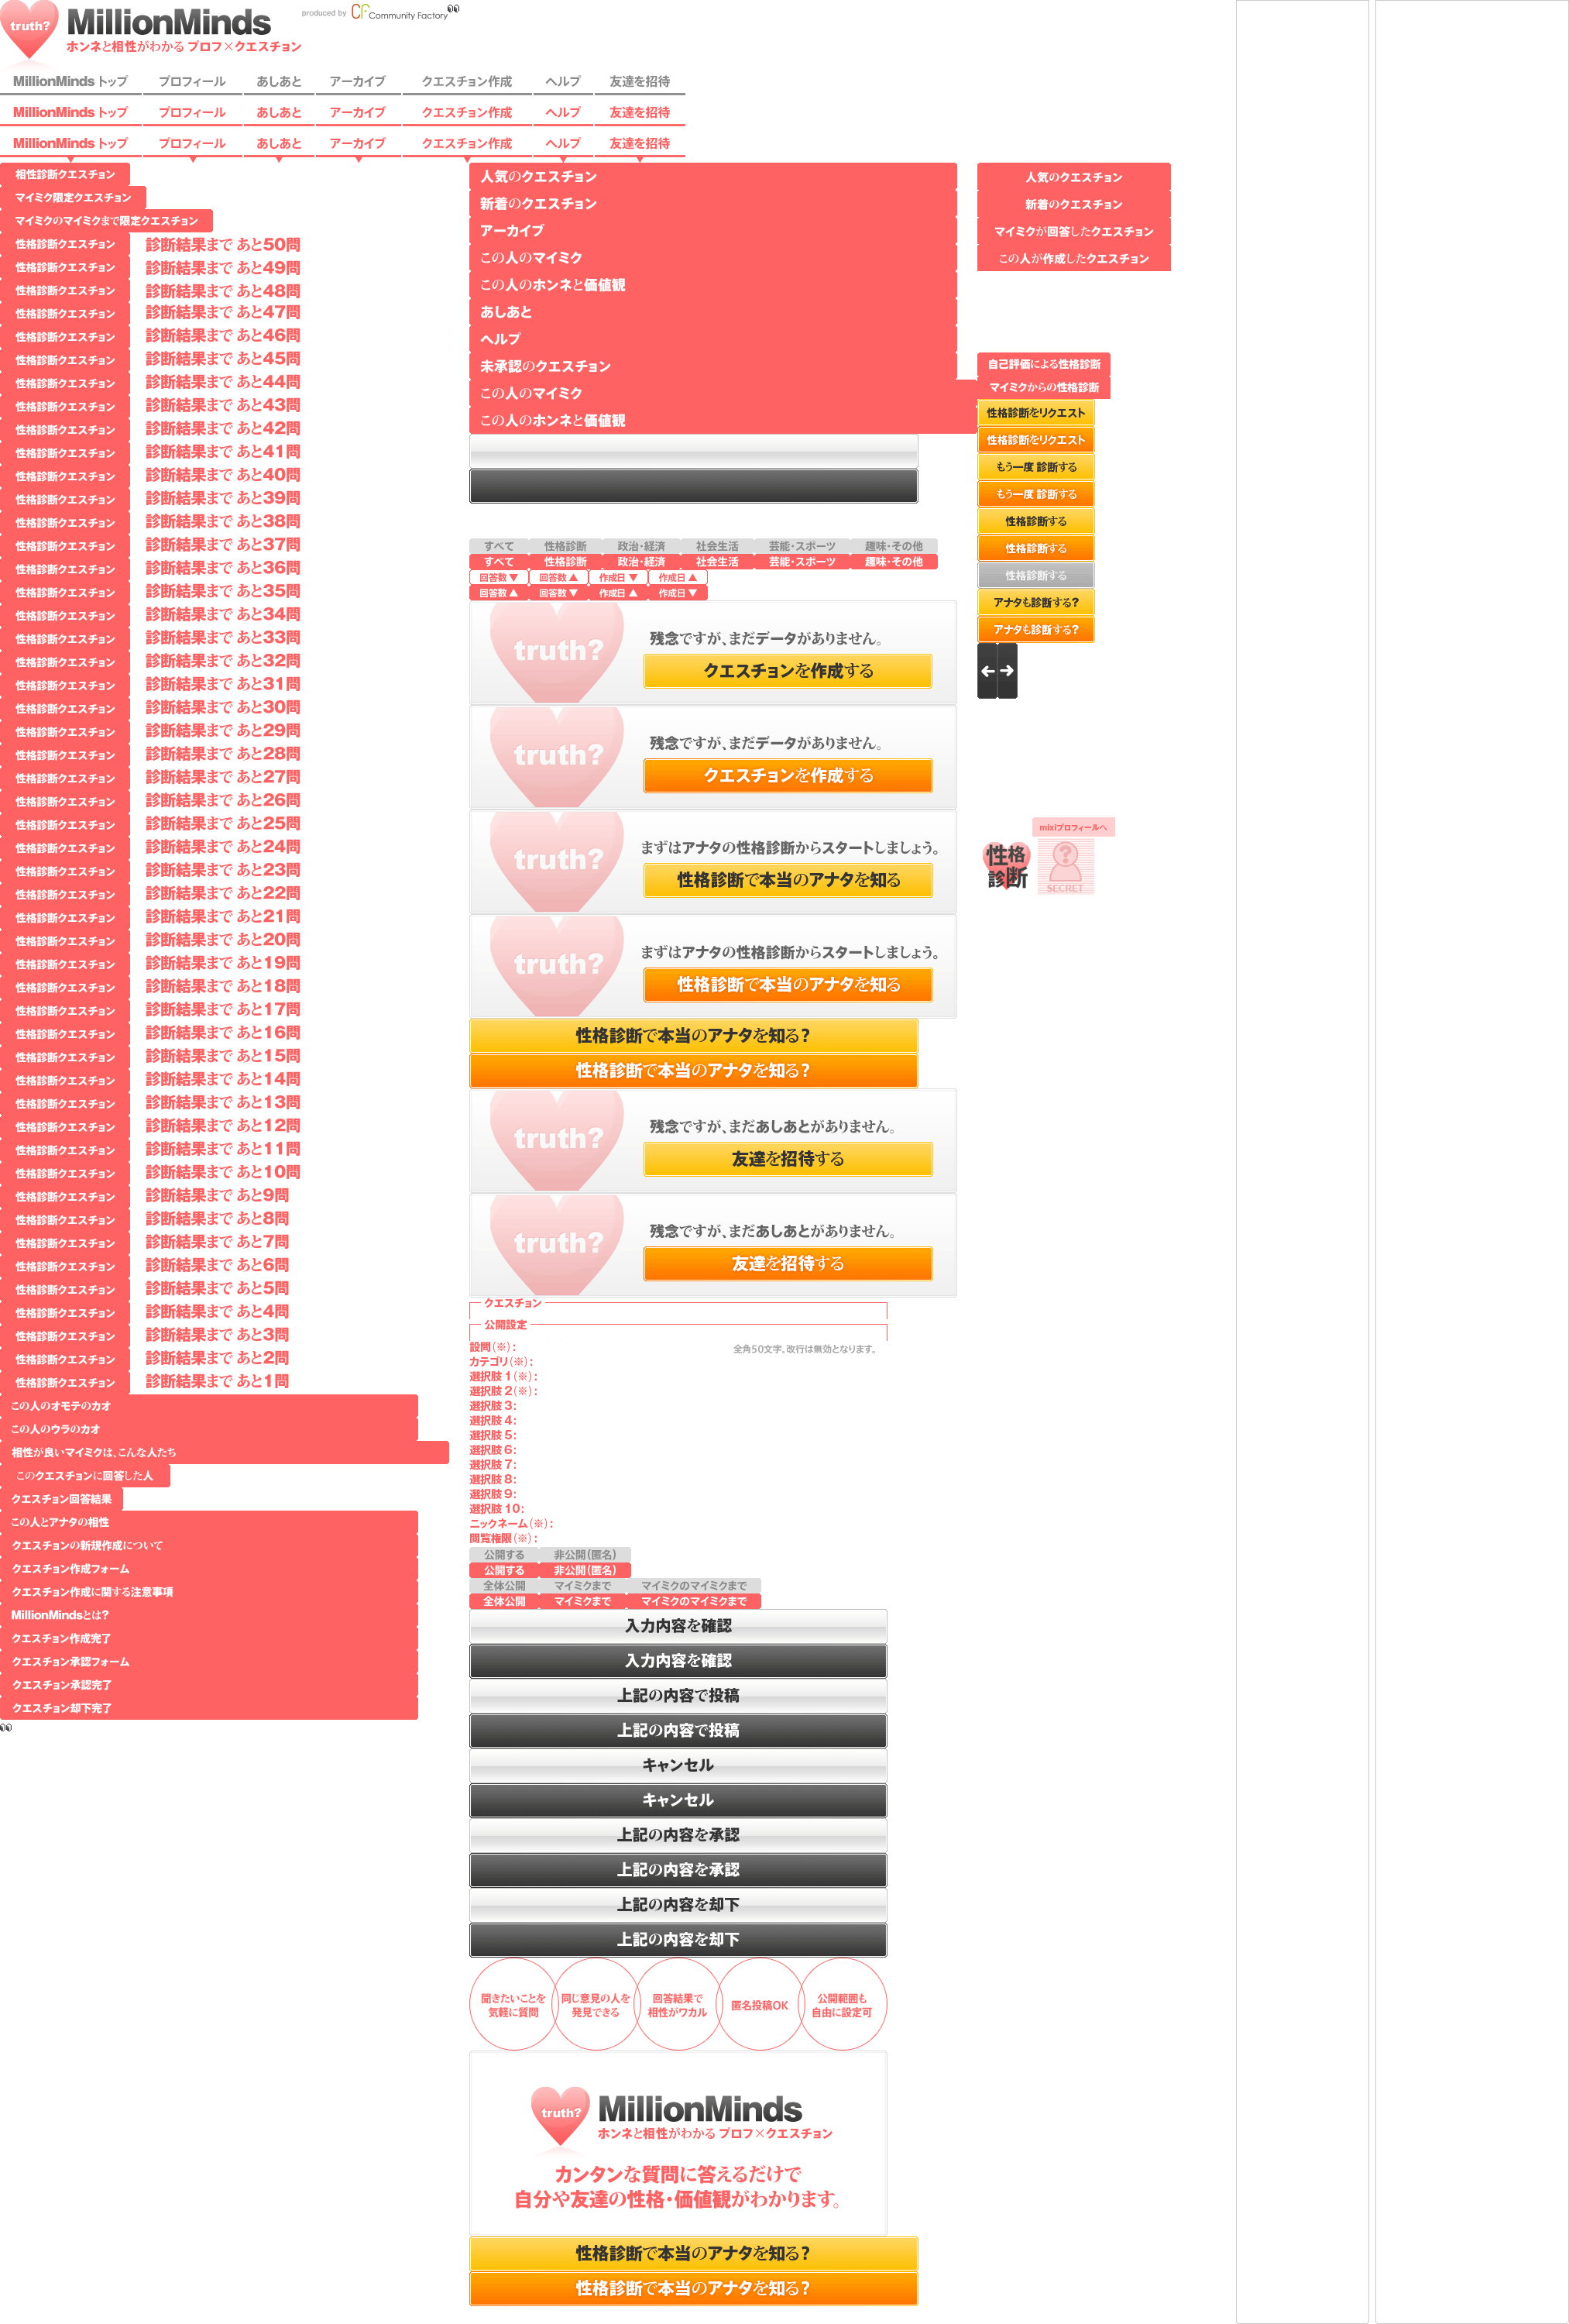 truth?
MillionMinds
ホンネと相性がわかる プロフ×クエスチョン
produced by CF Community Factory
MillionMinds トップ プロフィール あしあと アーカイブ クエスチョン作成 ヘルプ 友達を招待
MillionMinds トップ プロフィール あしあと アーカイブ クエスチョン作成 ヘルプ 友達を招待
MillionMinds トップ プロフィール あしあと アーカイブ クエスチョン作成 ヘルプ 友達を招待
相性診断クエスチョン
マイミク限定クエスチョン
マイミクのマイミクまで限定クエスチョン
性格診断クエスチョン 診断結果まで あと50問
性格診断クエスチョン 診断結果まで あと49問
性格診断クエスチョン 診断結果まで あと48問
性格診断クエスチョン 診断結果まで あと47問
性格診断クエスチョン 診断結果まで あと46問
性格診断クエスチョン 診断結果まで あと45問
性格診断クエスチョン 診断結果まで あと44問
性格診断クエスチョン 診断結果まで あと43問
性格診断クエスチョン 診断結果まで あと42問
性格診断クエスチョン 診断結果まで あと41問
性格診断クエスチョン 診断結果まで あと40問
性格診断クエスチョン 診断結果まで あと39問
性格診断クエスチョン 診断結果まで あと38問
性格診断クエスチョン 診断結果まで あと37問
性格診断クエスチョン 診断結果まで あと36問
性格診断クエスチョン 診断結果まで あと35問
性格診断クエスチョン 診断結果まで あと34問
性格診断クエスチョン 診断結果まで あと33問
性格診断クエスチョン 診断結果まで あと32問
性格診断クエスチョン 診断結果まで あと31問
性格診断クエスチョン 診断結果まで あと30問
性格診断クエスチョン 診断結果まで あと29問
性格診断クエスチョン 診断結果まで あと28問
性格診断クエスチョン 診断結果まで あと27問
性格診断クエスチョン 診断結果まで あと26問
性格診断クエスチョン 診断結果まで あと25問
性格診断クエスチョン 診断結果まで あと24問
性格診断クエスチョン 診断結果まで あと23問
性格診断クエスチョン 診断結果まで あと22問
性格診断クエスチョン 診断結果まで あと21問
性格診断クエスチョン 診断結果まで あと20問
性格診断クエスチョン 診断結果まで あと19問
性格診断クエスチョン 診断結果まで あと18問
性格診断クエスチョン 診断結果まで あと17問
性格診断クエスチョン 診断結果まで あと16問
性格診断クエスチョン 診断結果まで あと15問
性格診断クエスチョン 診断結果まで あと14問
性格診断クエスチョン 診断結果まで あと13問
性格診断クエスチョン 診断結果まで あと12問
性格診断クエスチョン 診断結果まで あと11問
性格診断クエスチョン 診断結果まで あと10問
性格診断クエスチョン 診断結果まで あと9問
性格診断クエスチョン 診断結果まで あと8問
性格診断クエスチョン 診断結果まで あと7問
性格診断クエスチョン 診断結果まで あと6問
性格診断クエスチョン 診断結果まで あと5問
性格診断クエスチョン 診断結果まで あと4問
性格診断クエスチョン 診断結果まで あと3問
性格診断クエスチョン 診断結果まで あと2問
性格診断クエスチョン 診断結果まで あと1問
この人のオモテのカオ
この人のウラのカオ
相性が良いマイミクは、こんな人たち
このクエスチョンに回答した人
クエスチョン回答結果
この人とアナタの相性
クエスチョンの新規作成について
クエスチョン作成フォーム
クエスチョン作成に関する注意事項
MillionMindsとは?
クエスチョン作成完了
クエスチョン承認フォーム
クエスチョン承認完了
クエスチョン却下完了
人気のクエスチョン
新着のクエスチョン
アーカイブ
この人のマイミク
この人のホンネと価値観
あしあと
ヘルプ
未承認のクエスチョン
この人のマイミク
この人のホンネと価値観
すべて 性格診断 政治・経済 社会生活 芸能・スポーツ 趣味・その他
すべて 性格診断 政治・経済 社会生活 芸能・スポーツ 趣味・その他
回答数▼ 回答数▲ 作成日▼ 作成日▲
回答数▲ 回答数▼ 作成日▲ 作成日▼
truth?
残念ですが、まだデータがありません。
クエスチョンを作成する
truth?
残念ですが、まだデータがありません。
クエスチョンを作成する
truth?
まずはアナタの性格診断からスタートしましょう。
性格診断で本当のアナタを知る
truth?
まずはアナタの性格診断からスタートしましょう。
性格診断で本当のアナタを知る
性格診断で本当のアナタを知る?
性格診断で本当のアナタを知る?
truth?
残念ですが、まだあしあとがありません。
友達を招待する
truth?
残念ですが、まだあしあとがありません。
友達を招待する
クエスチョン
公開設定
設問(※):
全角50文字。改行は無効となります。
カテゴリ(※):
選択肢 1(※):
選択肢 2(※):
選択肢 3:
選択肢 4:
選択肢 5:
選択肢 6:
選択肢 7:
選択肢 8:
選択肢 9:
選択肢 10:
ニックネーム(※):
閲覧権限(※):
公開する 非公開(匿名)
公開する 非公開(匿名)
全体公開 マイミクまで マイミクのマイミクまで
全体公開 マイミクまで マイミクのマイミクまで
入力内容を確認
入力内容を確認
上記の内容で投稿
上記の内容で投稿
キャンセル
キャンセル
上記の内容を承認
上記の内容を承認
上記の内容を却下
上記の内容を却下
聞きたいことを
気軽に質問
同じ意見の人を
発見できる
回答結果で
相性がワカル
匿名投稿OK
公開範囲も
自由に設定可
truth?
MillionMinds
ホンネと相性がわかる プロフ×クエスチョン
カンタンな質問に答えるだけで
自分や友達の性格・価値観がわかります。
性格診断で本当のアナタを知る?
性格診断で本当のアナタを知る?
人気のクエスチョン
新着のクエスチョン
マイミクが回答したクエスチョン
この人が作成したクエスチョン
自己評価による性格診断
マイミクからの性格診断
性格診断をリクエスト
性格診断をリクエスト
もう一度 診断する
もう一度 診断する
性格診断する
性格診断する
性格診断する
アナタも診断する?
アナタも診断する?
mixiプロフィールへ
性格
診断
?
SECRET